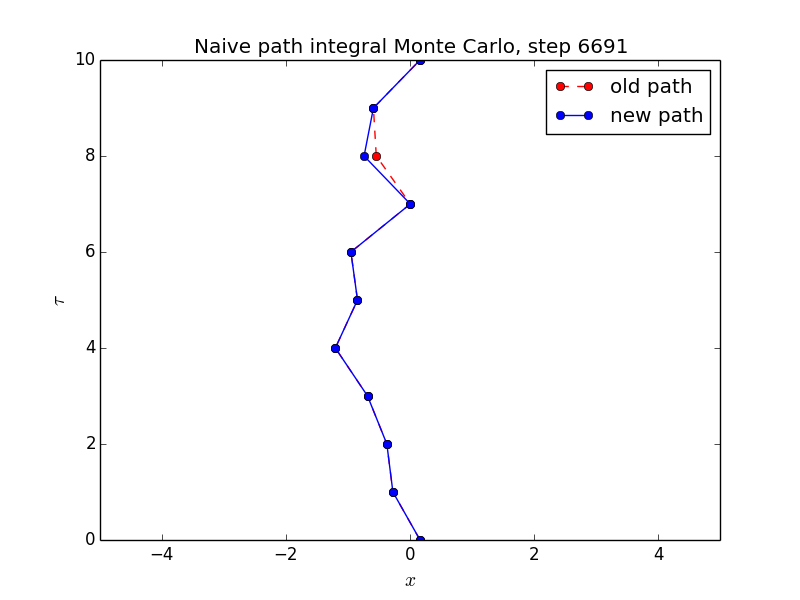 Naive path integral Monte Carlo, step 6691
old path
new path
10
8
6
4
2
0
τ
−4
−2
0
2
4
x